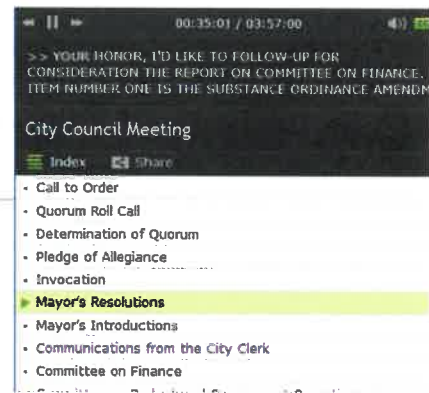 00:35:01 / 03:57:00
>> YOUR HONOR, I'D LIKE TO FOLLOW-UP FOR
CONSIDERATION THE REPORT ON COMMITTEE ON FINANCE.
ITEM NUMBER ONE IS THE SUBSTANCE ORDINANCE AMENDM
City Council Meeting
Index Share
Call to Order
Quorum Roll Call
Determination of Quorum
Pledge of Allegiance
Invocation
Mayor's Resolutions
Mayor's Introductions
Communications from the City Clerk
Committee on Finance